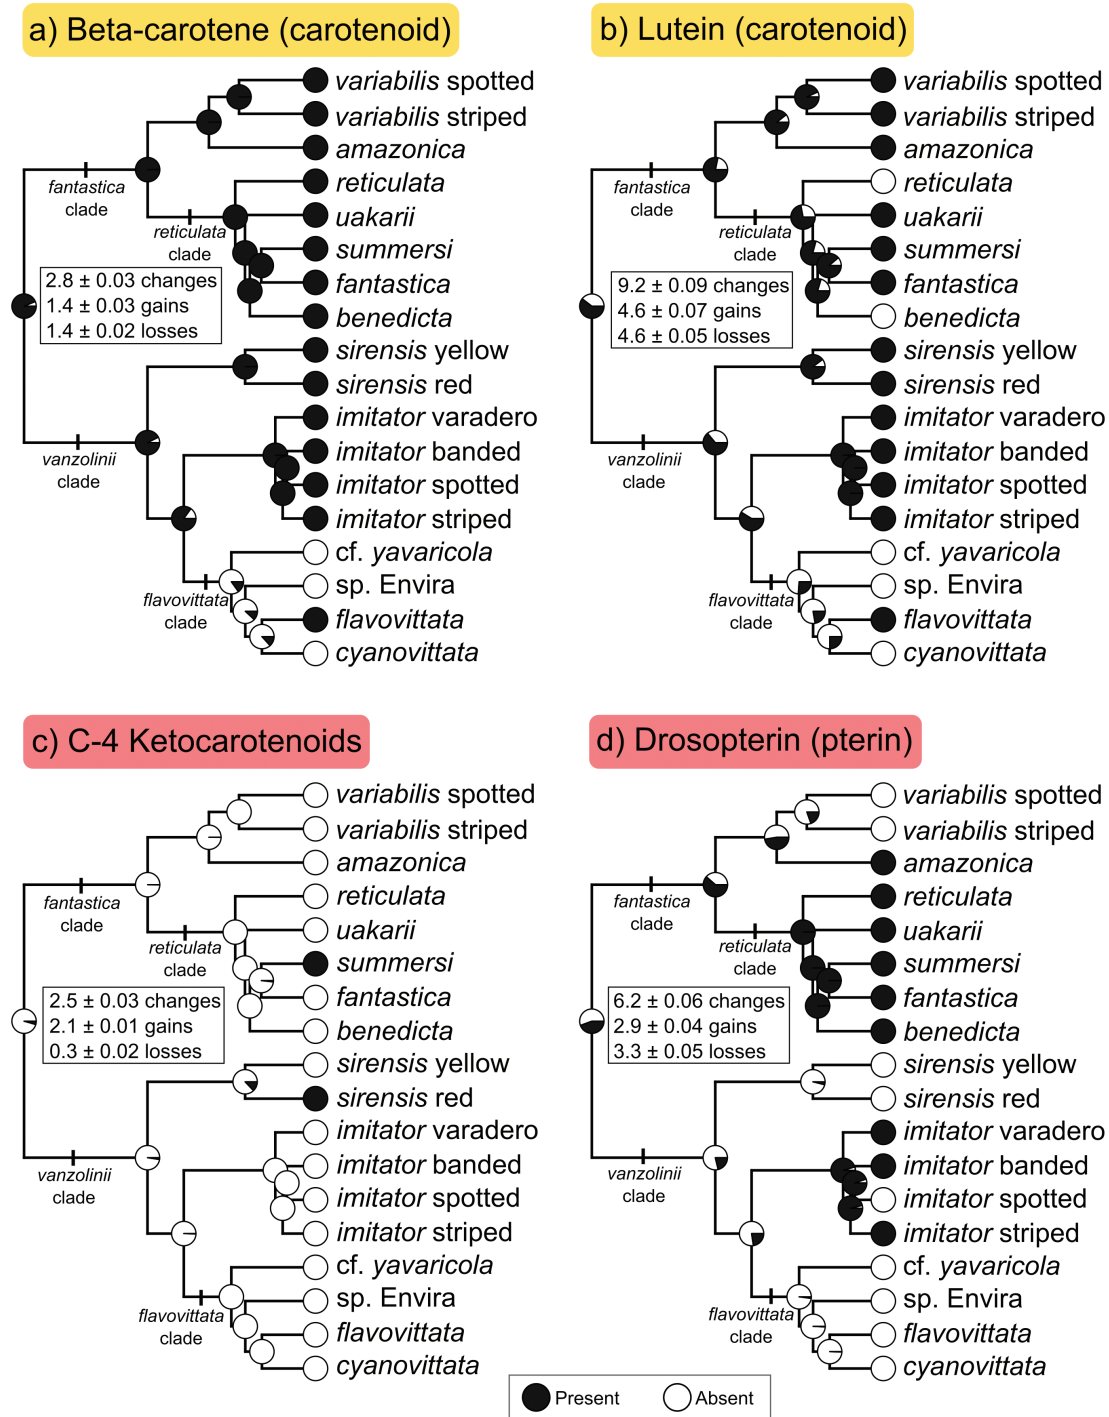 a) Beta-carotene (carotenoid)
variabilis spotted
variabilis striped
amazonica
fantastica
clade
reticulata
uakarii
reticulata
clade
summersi
fantastica
benedicta
2.8 ± 0.03 changes
1.4 ± 0.03 gains
1.4 ± 0.02 losses
sirensis yellow
sirensis red
imitator varadero
imitator banded
imitator spotted
imitator striped
vanzolinii
clade
cf. yavaricola
sp. Envira
flavovittata
cyanovittata
flavovittata
clade
b) Lutein (carotenoid)
variabilis spotted
variabilis striped
amazonica
fantastica
clade
reticulata
uakarii
reticulata
clade
summersi
fantastica
benedicta
9.2 ± 0.09 changes
4.6 ± 0.07 gains
4.6 ± 0.05 losses
sirensis yellow
sirensis red
imitator varadero
imitator banded
imitator spotted
imitator striped
vanzolinii
clade
cf. yavaricola
sp. Envira
flavovittata
cyanovittata
flavovittata
clade
c) C-4 Ketocarotenoids
variabilis spotted
variabilis striped
amazonica
fantastica
clade
reticulata
uakarii
reticulata
clade
summersi
fantastica
benedicta
2.5 ± 0.03 changes
2.1 ± 0.01 gains
0.3 ± 0.02 losses
sirensis yellow
sirensis red
imitator varadero
imitator banded
imitator spotted
imitator striped
vanzolinii
clade
cf. yavaricola
sp. Envira
flavovittata
cyanovittata
flavovittata
clade
d) Drosopterin (pterin)
variabilis spotted
variabilis striped
amazonica
fantastica
clade
reticulata
uakarii
reticulata
clade
summersi
fantastica
benedicta
6.2 ± 0.06 changes
2.9 ± 0.04 gains
3.3 ± 0.05 losses
sirensis yellow
sirensis red
imitator varadero
imitator banded
imitator spotted
imitator striped
vanzolinii
clade
cf. yavaricola
sp. Envira
flavovittata
cyanovittata
flavovittata
clade
Present
Absent